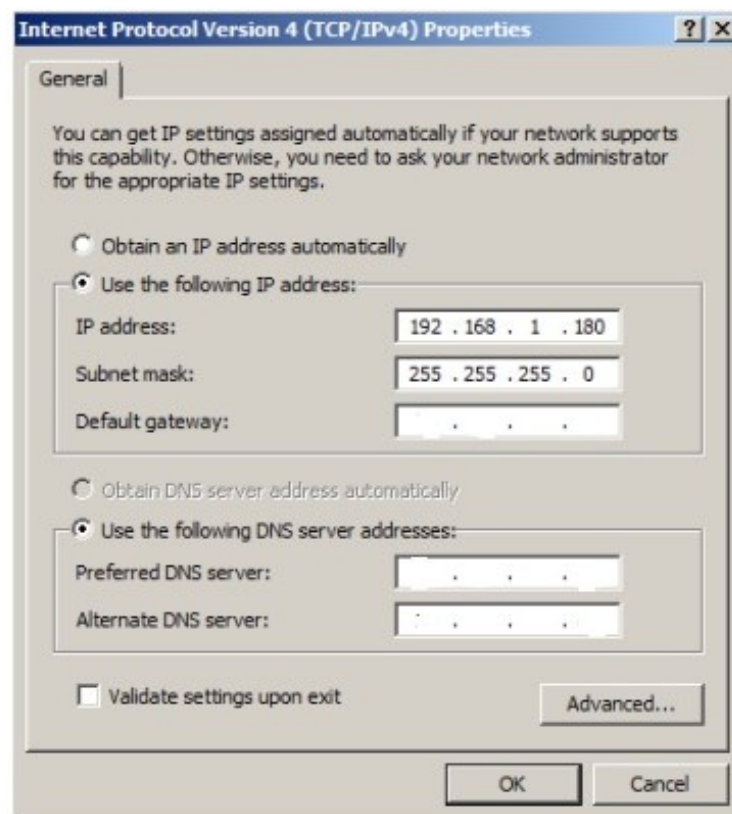 Internet Protocol Version 4 (TCP/IPv4) Properties
General
You can get IP settings assigned automatically if your network supports
this capability. Otherwise, you need to ask your network administrator
for the appropriate IP settings.
Obtain an IP address automatically
Use the following IP address:
IP address: 192 . 168 . 1 . 180
Subnet mask: 255 . 255 . 255 . 0
Default gateway: . . .
Obtain DNS server address automatically
Use the following DNS server addresses:
Preferred DNS server: . . .
Alternate DNS server: . . .
Validate settings upon exit
Advanced...
OK Cancel